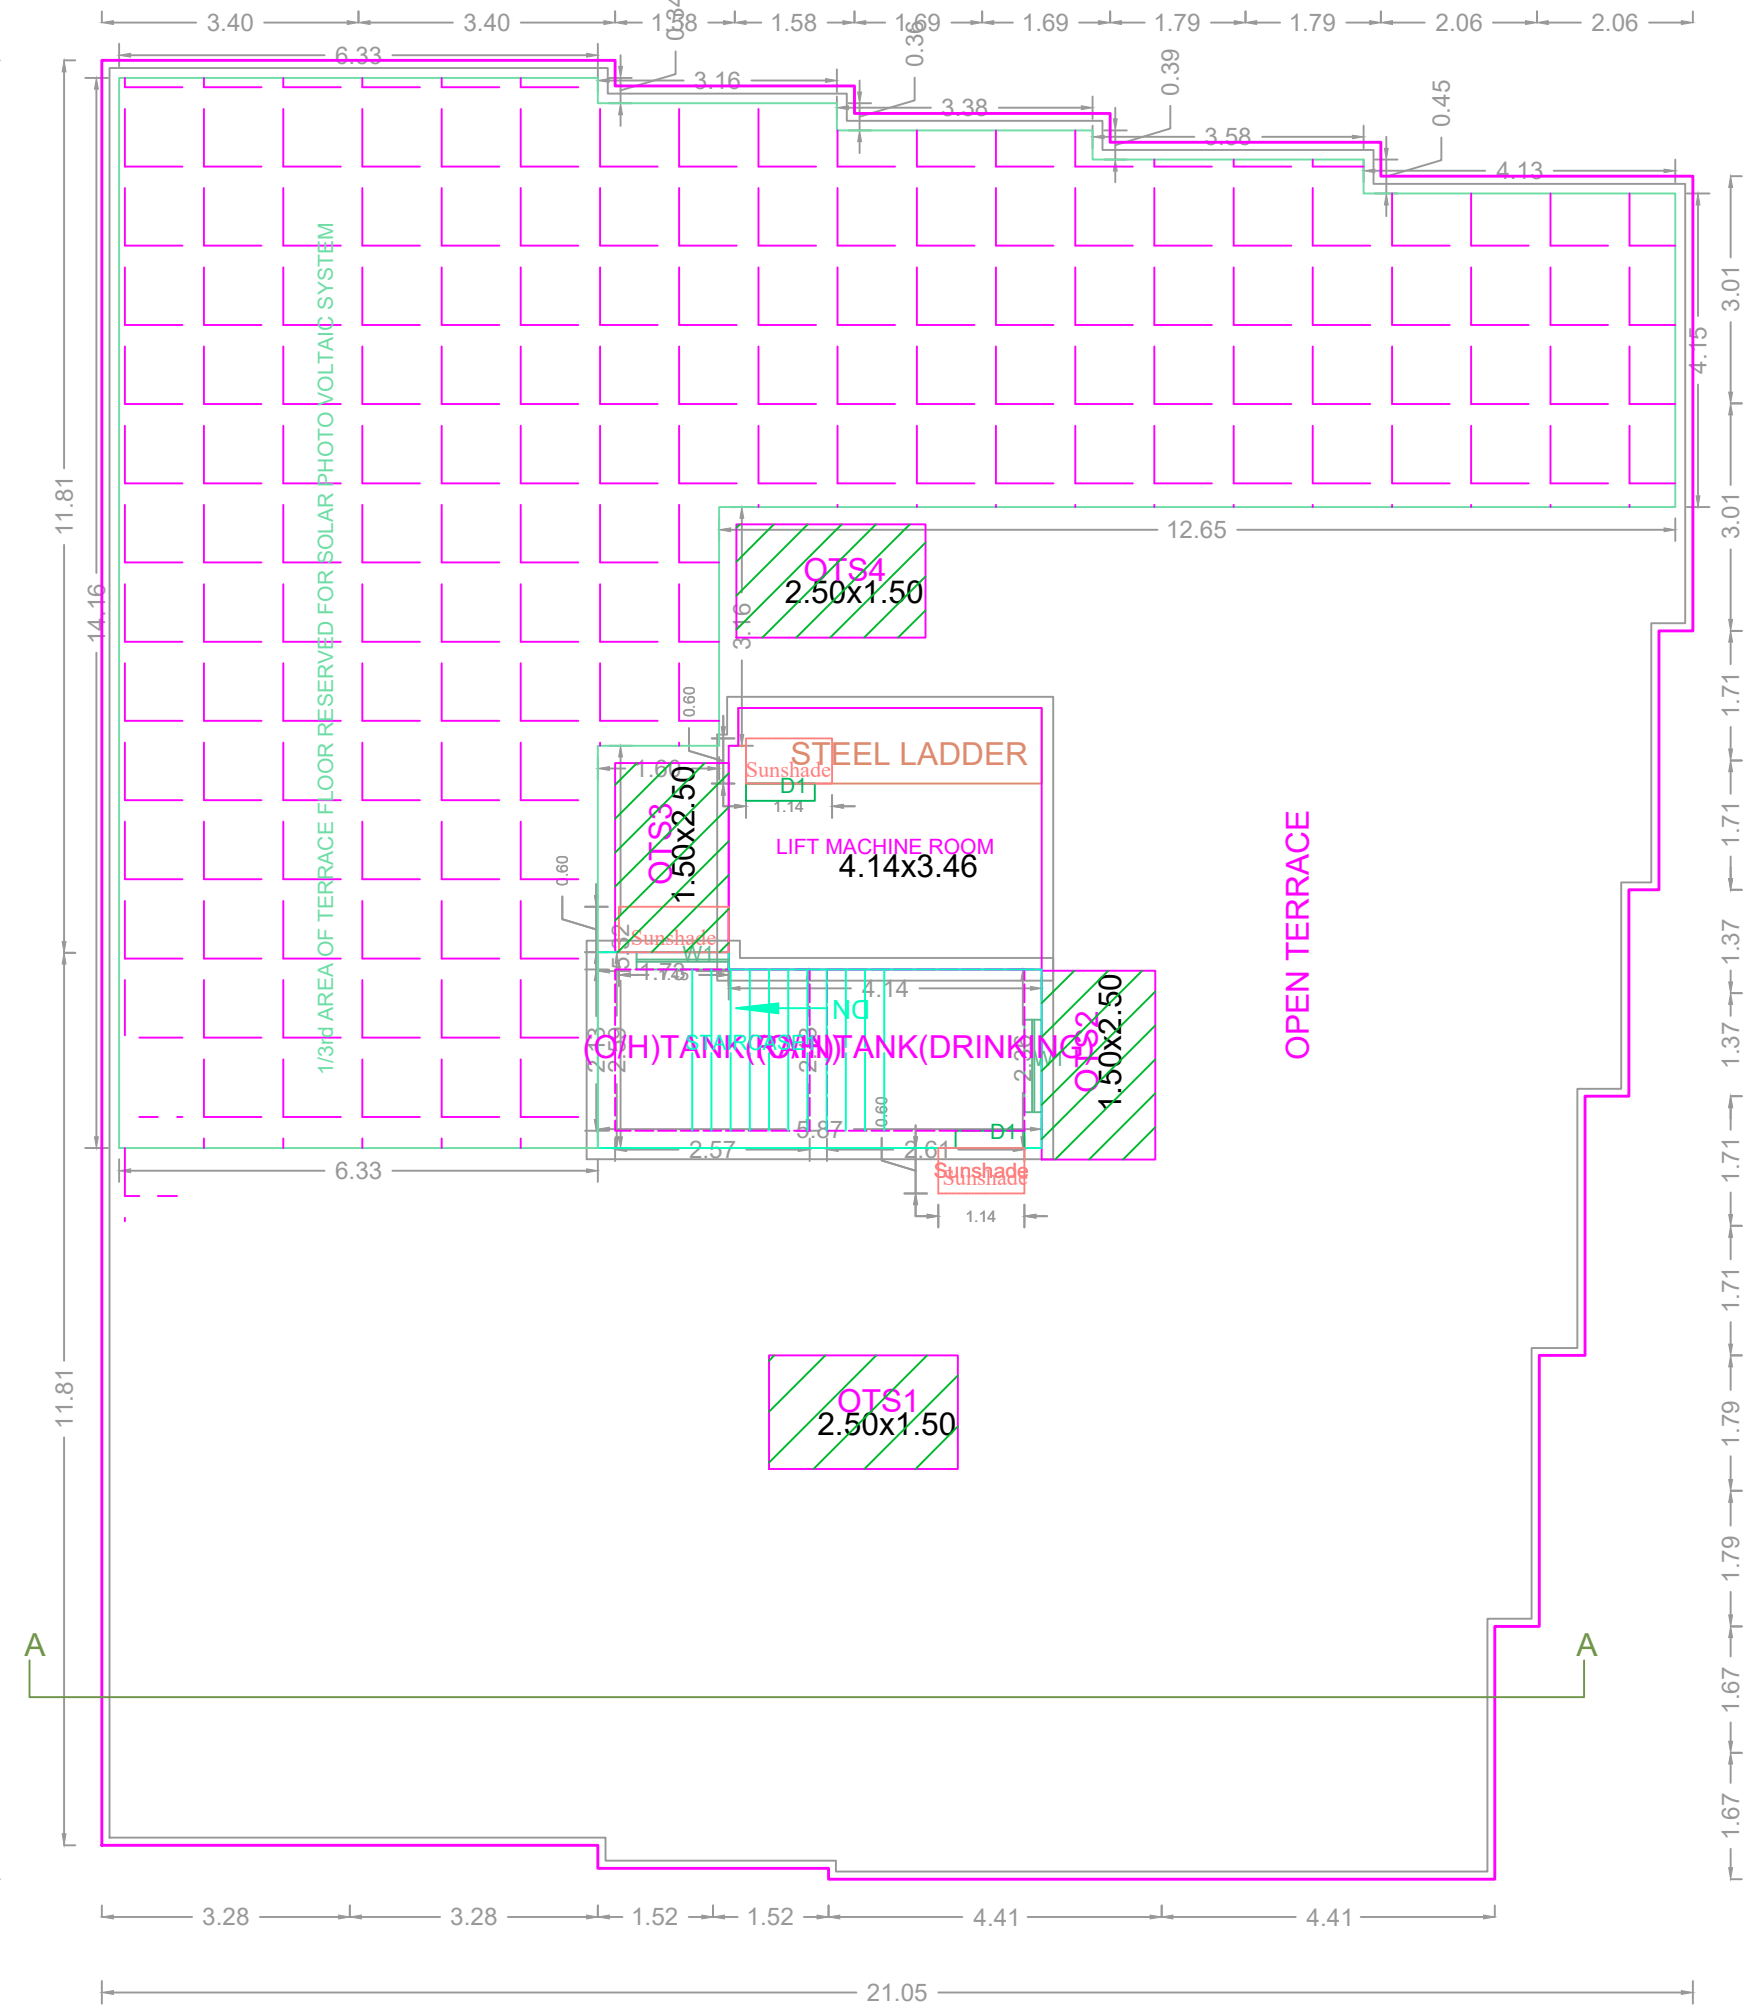 3.40
3.40
1.58
1.58
1.69
1.69
1.79
1.79
2.06
2.06
0.34
0.36
0.39
0.45
6.33
3.16
3.38
3.58
4.13
3.01
4.15
3.01
11.81
14.16
1/3rd AREA OF TERRACE FLOOR RESERVED FOR SOLAR PHOTO VOLTAIC SYSTEM
12.65
OTS4
2.50x1.50
3.16
0.60
STEEL LADDER
Sunshade
D1
1.14
1.60
OTS3
1.50x2.50
LIFT MACHINE ROOM
4.14x3.46
0.60
Sunshade
W1
4.14
DN
OPEN TERRACE
1.71
1.71
1.37
1.37
OTS2
1.50x2.50
STAIRCASE
(O/H)TANK(DRINKING)
2.13
0.60
5.87
D1
2.57
2.61
6.33
Sunshade
Sunshade
1.14
1.71
1.71
11.81
OTS1
2.50x1.50
1.79
1.79
A
A
1.67
1.67
3.28
3.28
1.52
1.52
4.41
4.41
21.05